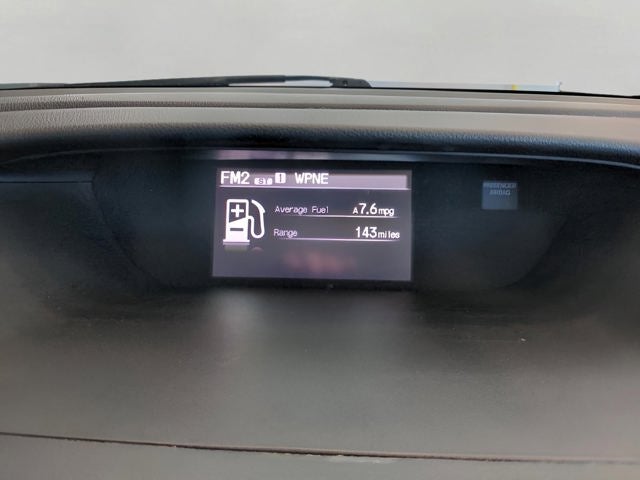 FM2 ST 1 WPNE
Average Fuel A7.6mpg
Range 143miles
PASSENGER
AIRBAG